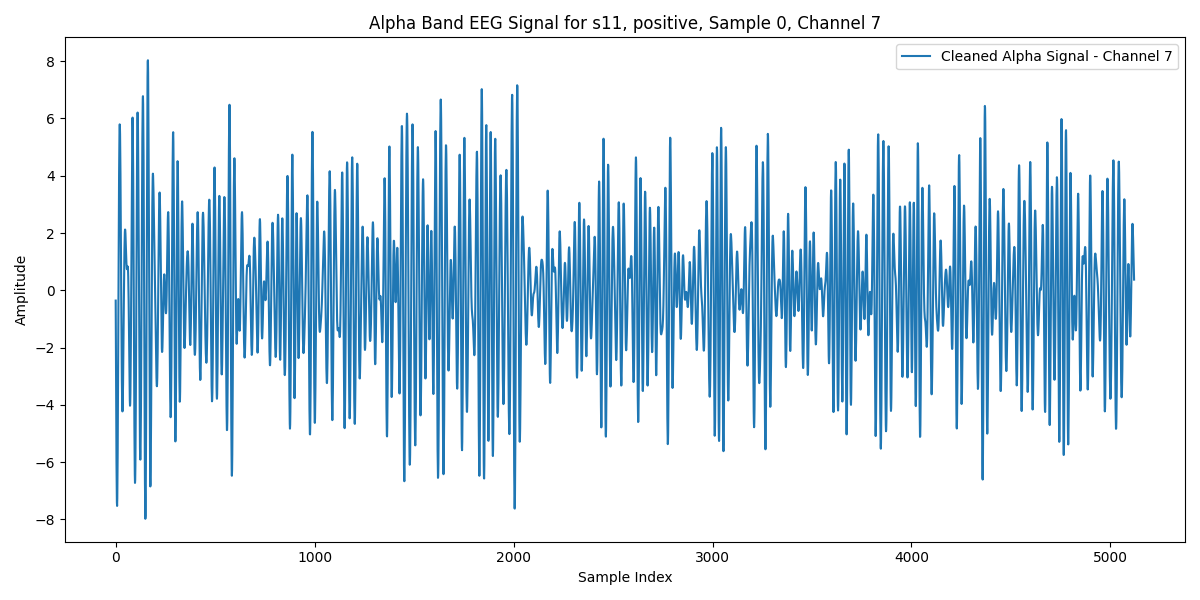 Alpha Band EEG Signal for s11, positive, Sample 0, Channel 7
Cleaned Alpha Signal - Channel 7
Amplitude
8
6
4
2
0
−2
−4
−6
−8
0 1000 2000 3000 4000 5000
Sample Index